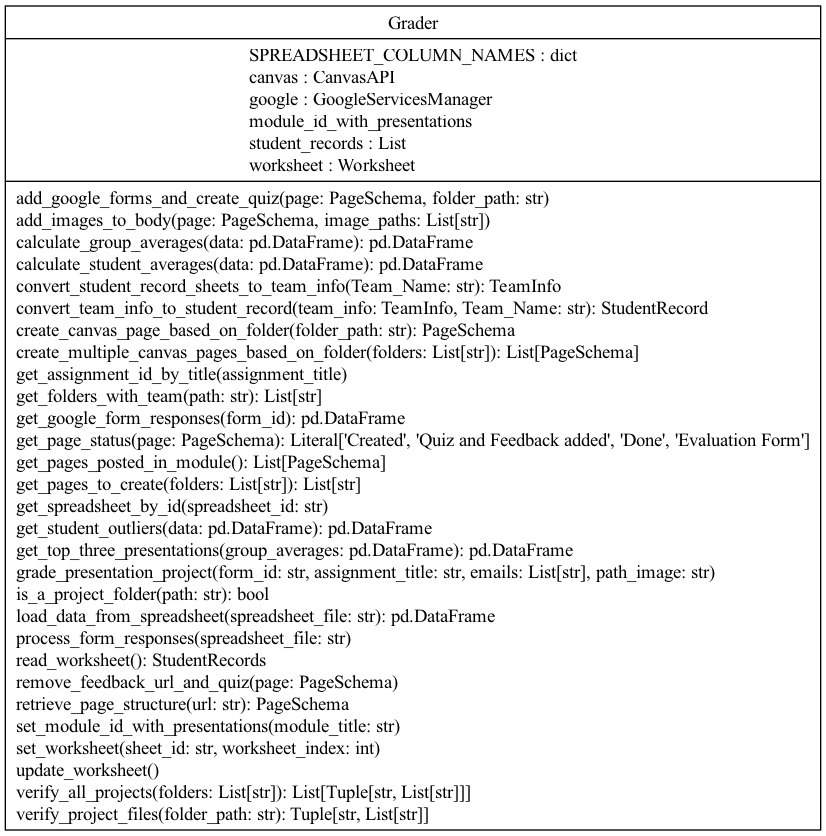 Grader
SPREADSHEET_COLUMN_NAMES : dict
canvas : CanvasAPI
google : GoogleServicesManager
module_id_with_presentations
student_records : List
worksheet : Worksheet
add_google_forms_and_create_quiz(page: PageSchema, folder_path: str)
add_images_to_body(page: PageSchema, image_paths: List[str])
calculate_group_averages(data: pd.DataFrame): pd.DataFrame
calculate_student_averages(data: pd.DataFrame): pd.DataFrame
convert_student_record_sheets_to_team_info(Team_Name: str): TeamInfo
convert_team_info_to_student_record(team_info: TeamInfo, Team_Name: str): StudentRecord
create_canvas_page_based_on_folder(folder_path: str): PageSchema
create_multiple_canvas_pages_based_on_folder(folders: List[str]): List[PageSchema]
get_assignment_id_by_title(assignment_title)
get_folders_with_team(path: str): List[str]
get_google_form_responses(form_id): pd.DataFrame
get_page_status(page: PageSchema): Literal['Created', 'Quiz and Feedback added', 'Done', 'Evaluation Form']
get_pages_posted_in_module(): List[PageSchema]
get_pages_to_create(folders: List[str]): List[str]
get_spreadsheet_by_id(spreadsheet_id: str)
get_student_outliers(data: pd.DataFrame): pd.DataFrame
get_top_three_presentations(group_averages: pd.DataFrame): pd.DataFrame
grade_presentation_project(form_id: str, assignment_title: str, emails: List[str], path_image: str)
is_a_project_folder(path: str): bool
load_data_from_spreadsheet(spreadsheet_file: str): pd.DataFrame
process_form_responses(spreadsheet_file: str)
read_worksheet(): StudentRecords
remove_feedback_url_and_quiz(page: PageSchema)
retrieve_page_structure(url: str): PageSchema
set_module_id_with_presentations(module_title: str)
set_worksheet(sheet_id: str, worksheet_index: int)
update_worksheet()
verify_all_projects(folders: List[str]): List[Tuple[str, List[str]]]
verify_project_files(folder_path: str): Tuple[str, List[str]]